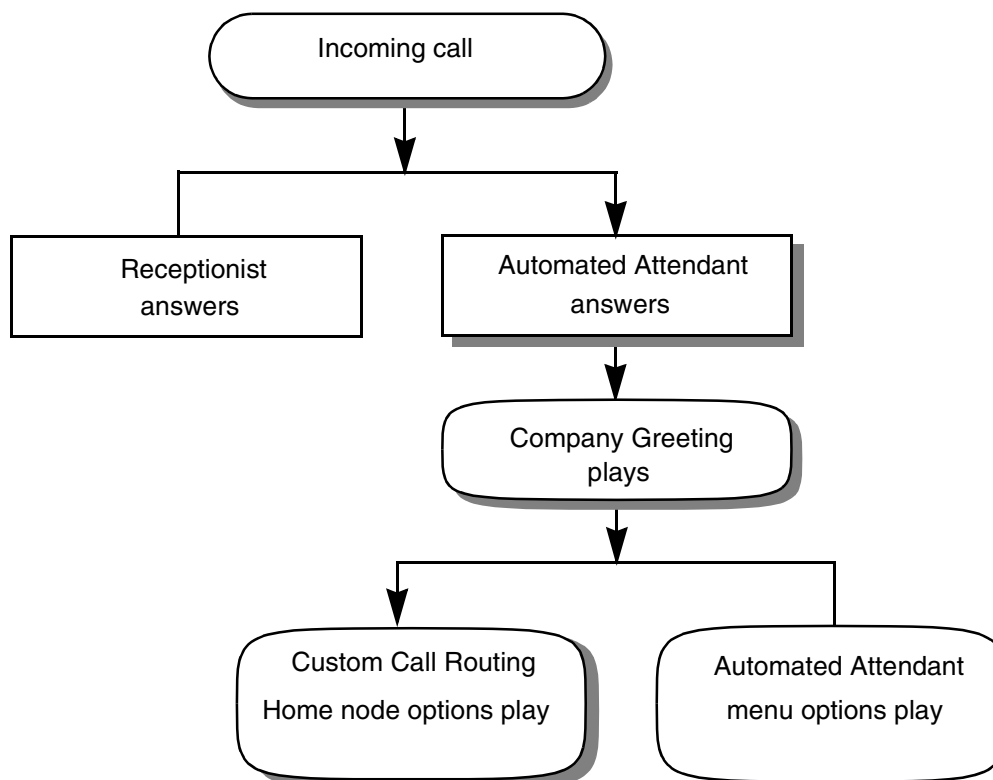 Incoming call
Receptionist
answers
Automated Attendant
answers
Company Greeting
plays
Custom Call Routing
Home node options play
Automated Attendant
menu options play